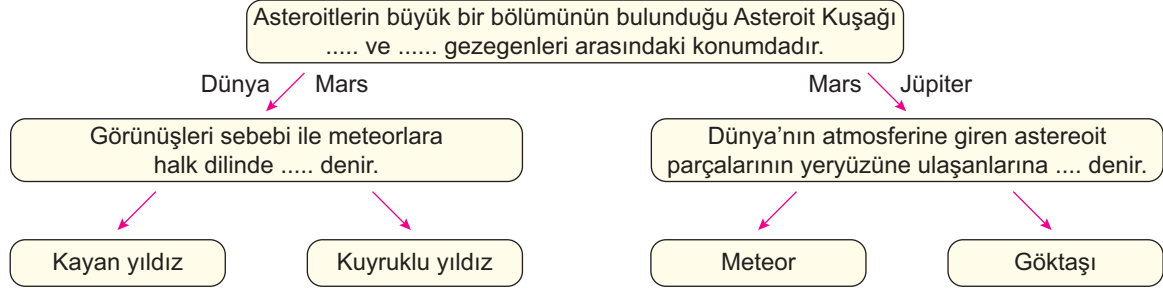 Asteroitlerin büyük bir bölümünün bulunduğu Asteroit Kuşağı
..... ve ...... gezegenleri arasındaki konumdadır.
Dünya Mars
Mars Jüpiter
Görünüşleri sebebi ile meteorlara
halk dilinde ..... denir.
Dünya’nın atmosferine giren astereoit
parçalarının yeryüzüne ulaşanlarına .... denir.
Kayan yıldız
Kuyruklu yıldız
Meteor
Göktaşı